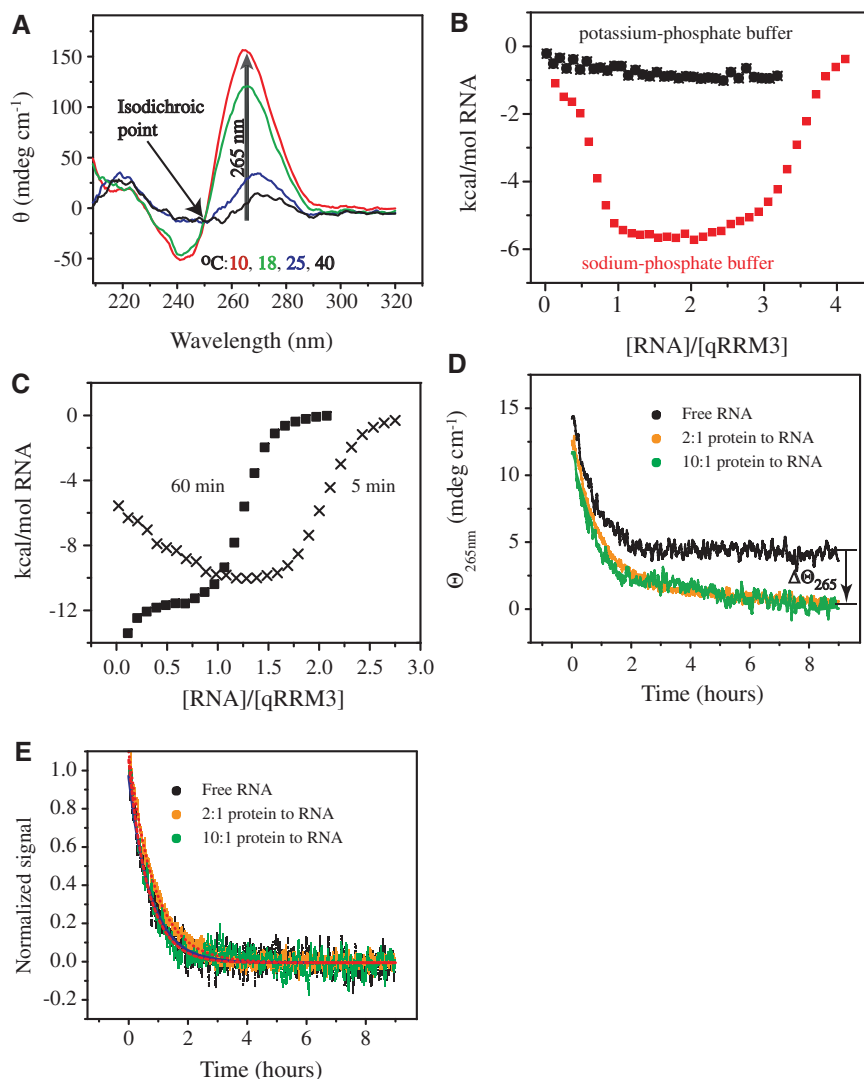 A
θ (mdeg cm⁻¹)
150
100
50
0
-50
Isodichroic
point
265 nm
°C:10, 18, 25, 40
220 240 260 280 300 320
Wavelength (nm)
B
kcal/mol RNA
0
-2
-4
-6
potassium-phosphate buffer
sodium-phosphate buffer
0 1 2 3 4
[RNA]/[qRRM3]
C
kcal/mol RNA
0
-4
-8
-12
60 min
5 min
0.0 0.5 1.0 1.5 2.0 2.5 3.0
[RNA]/[qRRM3]
D
Θ265nm (mdeg cm⁻¹)
15
10
5
0
Free RNA
2:1 protein to RNA
10:1 protein to RNA
ΔΘ265
0 2 4 6 8
Time (hours)
E
Normalized signal
1.0
0.8
0.6
0.4
0.2
0.0
-0.2
Free RNA
2:1 protein to RNA
10:1 protein to RNA
0 2 4 6 8
Time (hours)